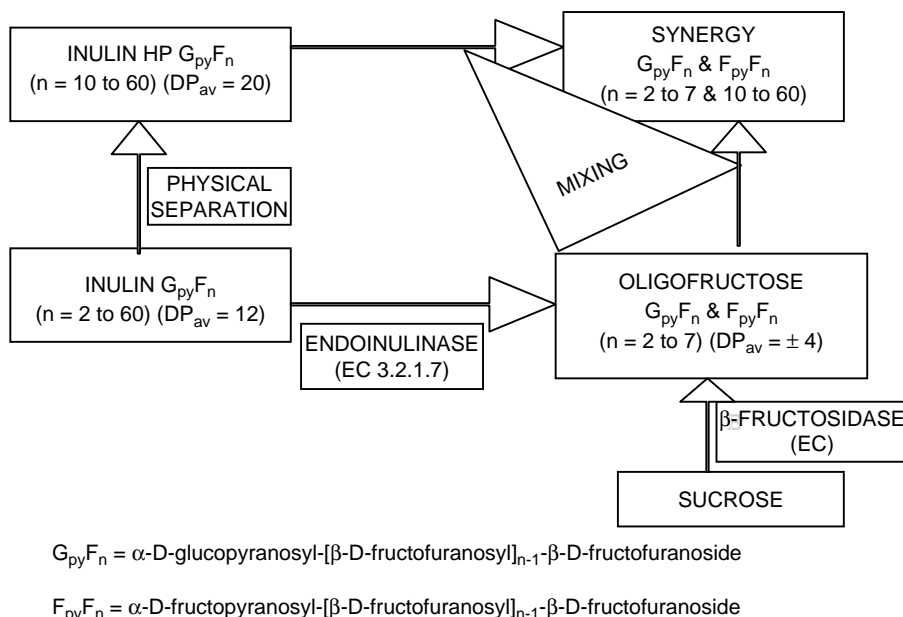 INULIN HP GpyFn
(n = 10 to 60) (DPav = 20)
SYNERGY
GpyFn & FpyFn
(n = 2 to 7 & 10 to 60)
MIXING
PHYSICAL
SEPARATION
INULIN GpyFn
(n = 2 to 60) (DPav = 12)
OLIGOFRUCTOSE
GpyFn & FpyFn
(n = 2 to 7) (DPav = ± 4)
ENDOINULINASE
(EC 3.2.1.7)
β-FRUCTOSIDASE
(EC)
SUCROSE
GpyFn = α-D-glucopyranosyl-[β-D-fructofuranosyl]n-1-β-D-fructofuranoside
FpyFn = α-D-fructopyranosyl-[β-D-fructofuranosyl]n-1-β-D-fructofuranoside